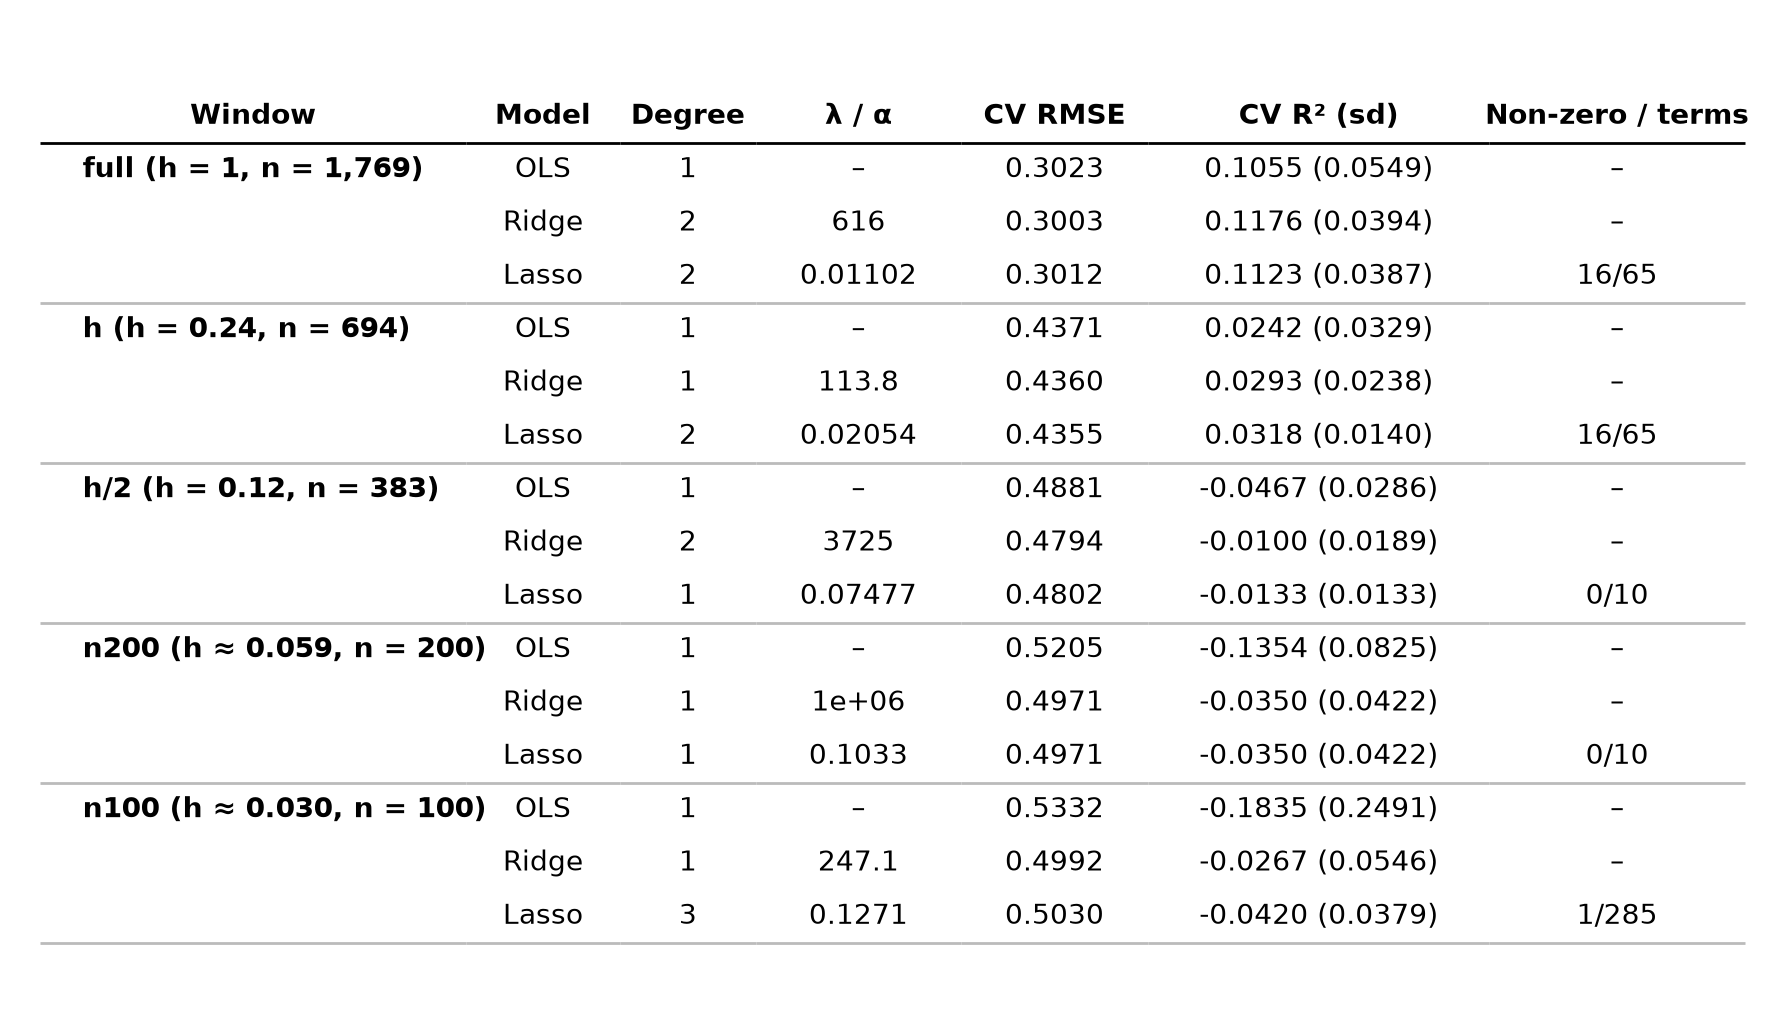 Window Model Degree λ / α CV RMSE CV R² (sd) Non-zero / terms
full (h = 1, n = 1,769) OLS 1 – 0.3023 0.1055 (0.0549) –
Ridge 2 616 0.3003 0.1176 (0.0394) –
Lasso 2 0.01102 0.3012 0.1123 (0.0387) 16/65
h (h = 0.24, n = 694) OLS 1 – 0.4371 0.0242 (0.0329) –
Ridge 1 113.8 0.4360 0.0293 (0.0238) –
Lasso 2 0.02054 0.4355 0.0318 (0.0140) 16/65
h/2 (h = 0.12, n = 383) OLS 1 – 0.4881 -0.0467 (0.0286) –
Ridge 2 3725 0.4794 -0.0100 (0.0189) –
Lasso 1 0.07477 0.4802 -0.0133 (0.0133) 0/10
n200 (h ≈ 0.059, n = 200) OLS 1 – 0.5205 -0.1354 (0.0825) –
Ridge 1 1e+06 0.4971 -0.0350 (0.0422) –
Lasso 1 0.1033 0.4971 -0.0350 (0.0422) 0/10
n100 (h ≈ 0.030, n = 100) OLS 1 – 0.5332 -0.1835 (0.2491) –
Ridge 1 247.1 0.4992 -0.0267 (0.0546) –
Lasso 3 0.1271 0.5030 -0.0420 (0.0379) 1/285